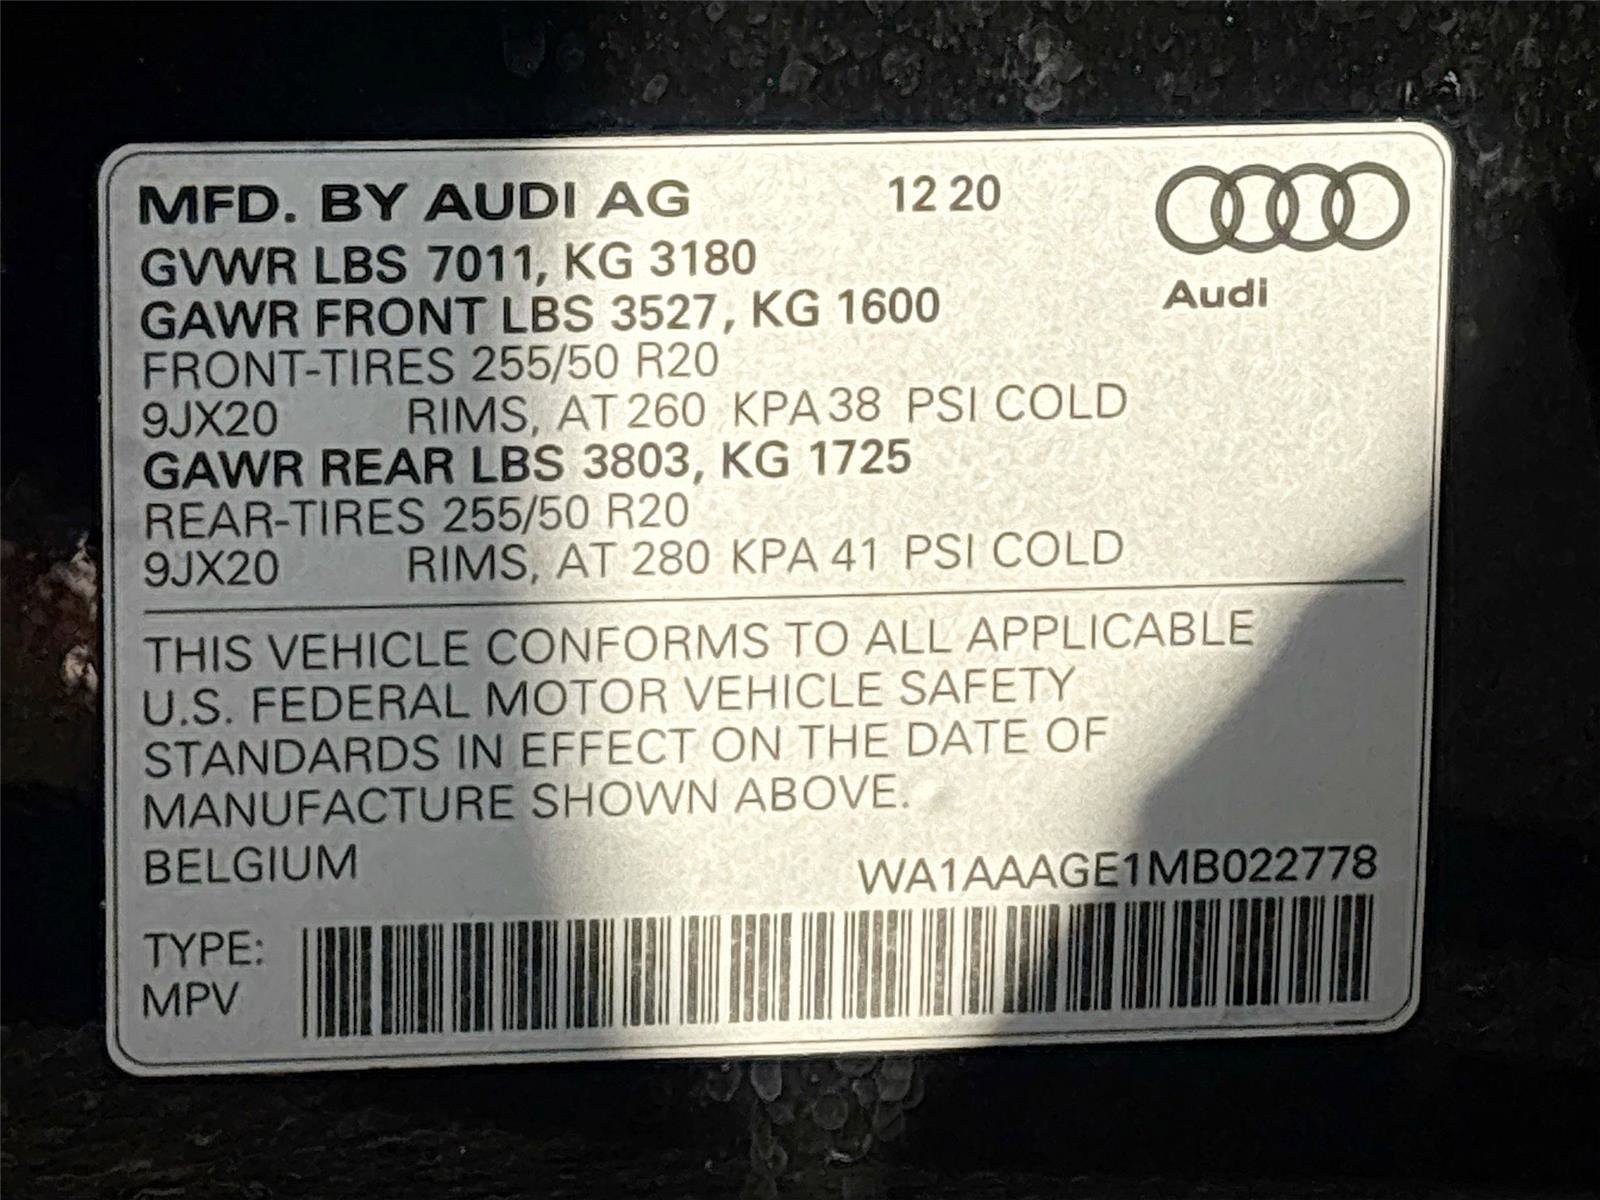 MFD. BY AUDI AG 12 20
Audi
GVWR LBS 7011, KG 3180
GAWR FRONT LBS 3527, KG 1600
FRONT-TIRES 255/50 R20
9JX20 RIMS, AT 260 KPA 38 PSI COLD
GAWR REAR LBS 3803, KG 1725
REAR-TIRES 255/50 R20
9JX20 RIMS, AT 280 KPA 41 PSI COLD
THIS VEHICLE CONFORMS TO ALL APPLICABLE
U.S. FEDERAL MOTOR VEHICLE SAFETY
STANDARDS IN EFFECT ON THE DATE OF
MANUFACTURE SHOWN ABOVE.
BELGIUM WA1AAAGE1MB022778
TYPE:
MPV